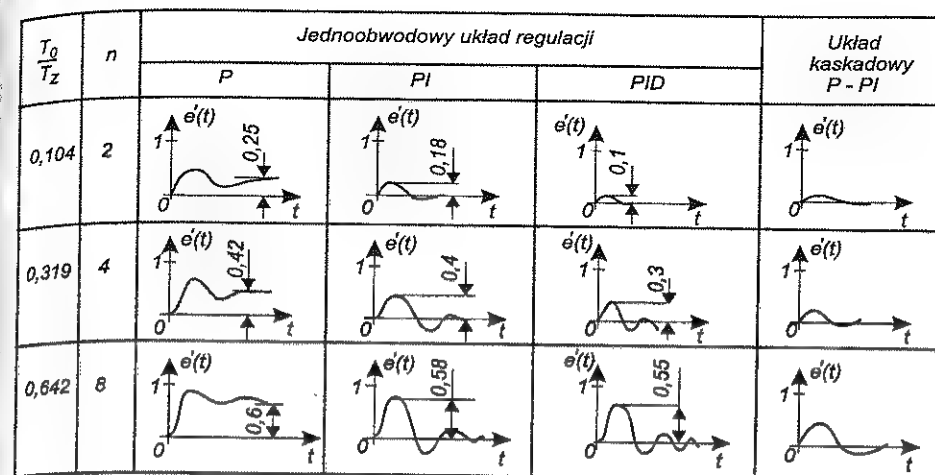 T₀/T_z n Jednoobwodowy układ regulacji Układ kaskadowy P - PI
P PI PID
0,104 2
e'(t) 1 0,25 0 t
e'(t) 1 0,18 0 t
e'(t) 1 0,1 0 t
e'(t) 1 0 t
0,319 4
e'(t) 1 0,42 0 t
e'(t) 1 0,4 0 t
e'(t) 1 0,3 0 t
e'(t) 1 0 t
0,642 8
e'(t) 1 0,6 0 t
e'(t) 1 0,58 0 t
e'(t) 1 0,55 0 t
e'(t) 1 0 t